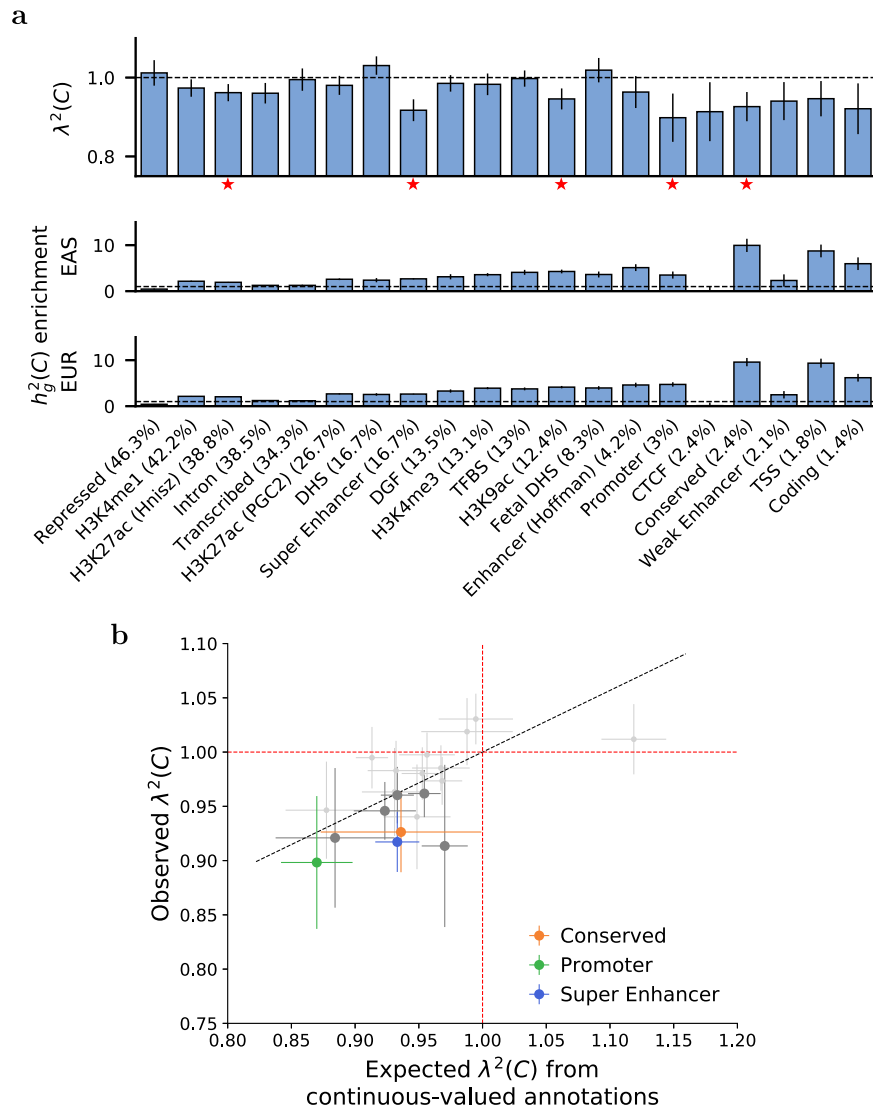 a
1.0
0.8
λ²(C)
10
0
EAS
10
0
EUR
h²g(C) enrichment
Repressed (46.3%)
H3K4me1 (42.2%)
H3K27ac (Hnisz) (38.8%)
Intron (38.5%)
Transcribed (34.3%)
H3K27ac (PGC2) (26.7%)
DHS (16.7%)
Super Enhancer (16.7%)
DGF (13.5%)
H3K4me3 (13.1%)
TFBS (13%)
H3K9ac (12.4%)
Fetal DHS (8.3%)
Enhancer (Hoffman) (4.2%)
Promoter (3%)
CTCF (2.4%)
Conserved (2.4%)
Weak Enhancer (2.1%)
TSS (1.8%)
Coding (1.4%)
b
1.10
1.05
1.00
0.95
0.90
0.85
0.80
0.75
Observed λ²(C)
Conserved
Promoter
Super Enhancer
0.80 0.85 0.90 0.95 1.00 1.05 1.10 1.15 1.20
Expected λ²(C) from
continuous-valued annotations